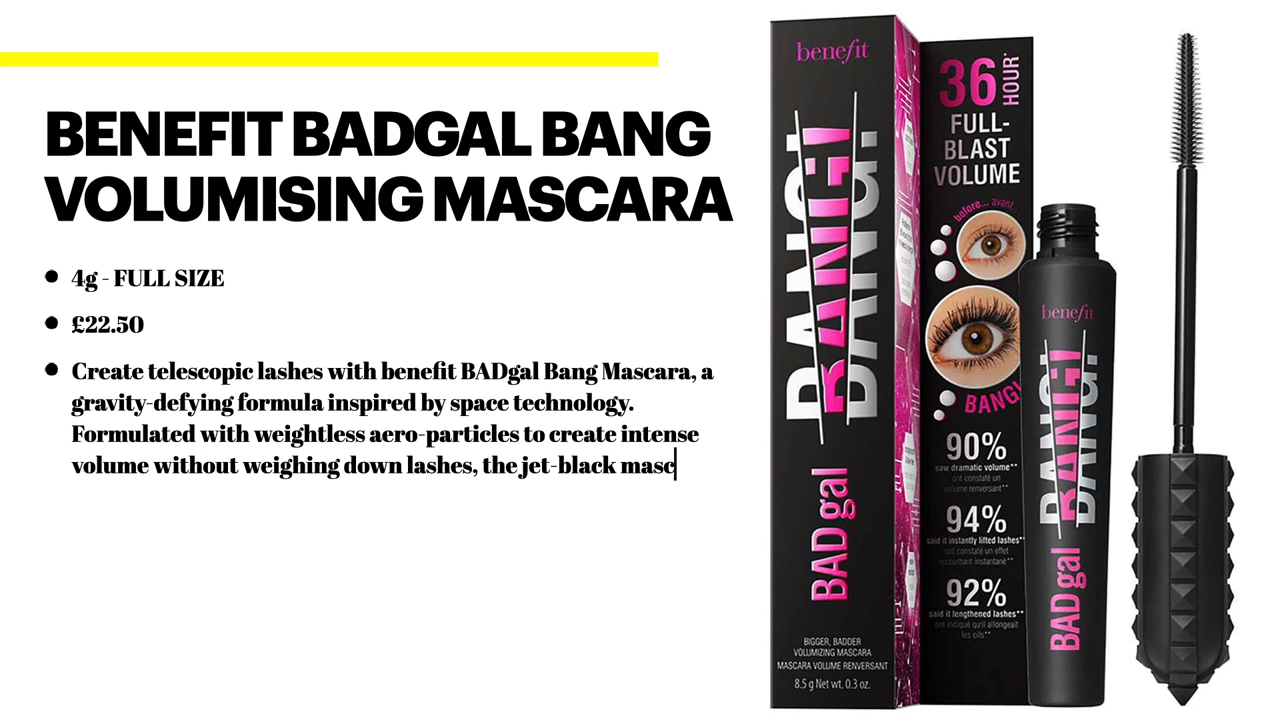 BENEFIT BADGAL BANG
VOLUMISING MASCARA
4g - FULL SIZE
£22.50
Create telescopic lashes with benefit BADgal Bang Mascara, a
gravity-defying formula inspired by space technology.
Formulated with weightless aero-particles to create intense
volume without weighing down lashes, the jet-black masc
benefit
BANG!
BAD gal
BIGGER, BADDER
VOLUMIZING MASCARA
MASCARA VOLUME RENVERSANT
8.5 g Net wt. 0.3 oz.
36 HOUR*
FULL-
BLAST
VOLUME
before... avant...
BANG!
90%
saw dramatic volume**
ont constaté un
volume renversant**
94%
said it instantly lifted lashes**
ont constaté un effet
recourbant instantané**
92%
said it lengthened lashes**
ont indiqué qu'il allongeait
les cils**
benefit
BANG!
BAD gal